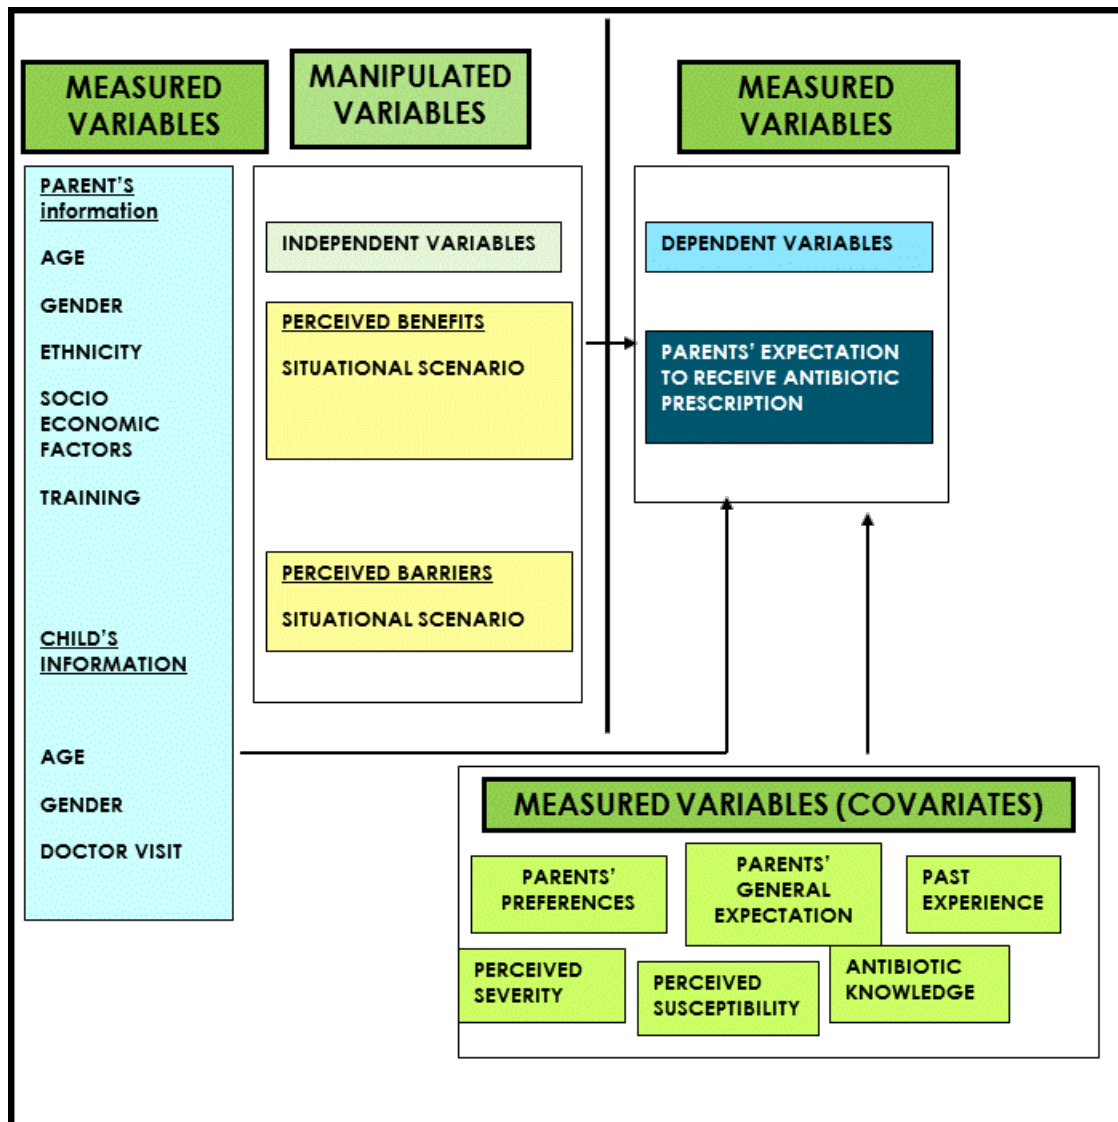 MEASURED
VARIABLES
MANIPULATED
VARIABLES
MEASURED
VARIABLES
PARENT'S
information
AGE
GENDER
ETHNICITY
SOCIO
ECONOMIC
FACTORS
TRAINING
CHILD'S
INFORMATION
AGE
GENDER
DOCTOR VISIT
INDEPENDENT VARIABLES
PERCEIVED BENEFITS
SITUATIONAL SCENARIO
PERCEIVED BARRIERS
SITUATIONAL SCENARIO
DEPENDENT VARIABLES
PARENTS' EXPECTATION
TO RECEIVE ANTIBIOTIC
PRESCRIPTION
MEASURED VARIABLES (COVARIATES)
PARENTS'
PREFERENCES
PARENTS'
GENERAL
EXPECTATION
PAST
EXPERIENCE
PERCEIVED
SEVERITY
PERCEIVED
SUSCEPTIBILITY
ANTIBIOTIC
KNOWLEDGE